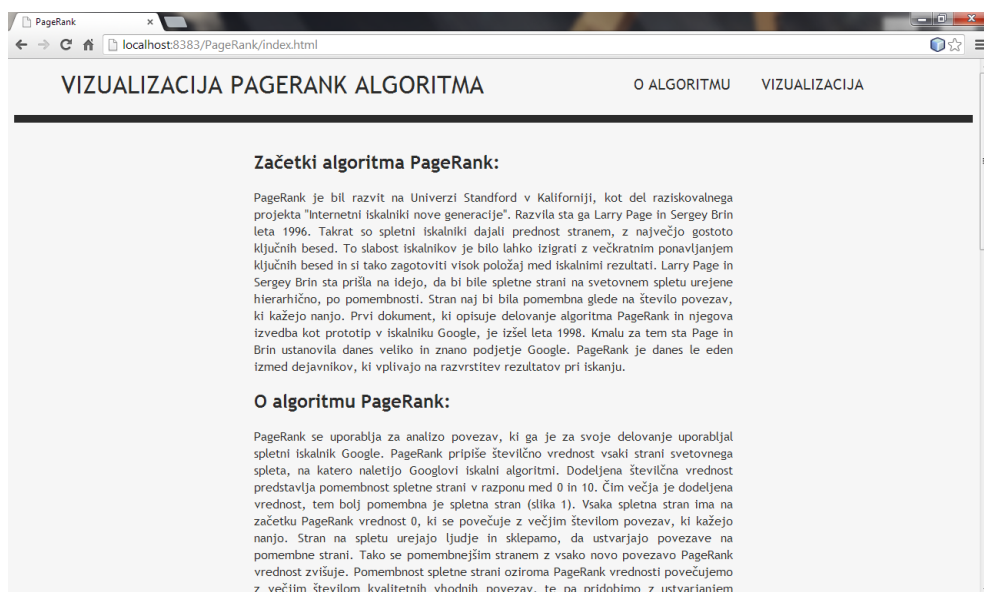 PageRank
localhost:8383/PageRank/index.html
VIZUALIZACIJA PAGERANK ALGORITMA
O ALGORITMU
VIZUALIZACIJA
Začetki algoritma PageRank:
PageRank je bil razvit na Univerzi Standford v Kaliforniji, kot del raziskovalnega
projekta "Internetni iskalniki nove generacije". Razvila sta ga Larry Page in Sergey Brin
leta 1996. Takrat so spletni iskalniki dajali prednost stranem, z največjo gostoto
ključnih besed. To slabost iskalnikov je bilo lahko izigrati z večkratnim ponavljanjem
ključnih besed in si tako zagotoviti visok položaj med iskalnimi rezultati. Larry Page in
Sergey Brin sta prišla na idejo, da bi bile spletne strani na svetovnem spletu urejene
hierarhično, po pomembnosti. Stran naj bi bila pomembna glede na število povezav,
ki kažejo nanjo. Prvi dokument, ki opisuje delovanje algoritma PageRank in njegova
izvedba kot prototip v iskalniku Google, je izšel leta 1998. Kmalu za tem sta Page in
Brin ustanovila danes veliko in znano podjetje Google. PageRank je danes le eden
izmed dejavnikov, ki vplivajo na razvrstitev rezultatov pri iskanju.
O algoritmu PageRank:
PageRank se uporablja za analizo povezav, ki ga je za svoje delovanje uporabljal
spletni iskalnik Google. PageRank pripiše številčno vrednost vsaki strani svetovnega
spleta, na katero naletijo Googlovi iskalni algoritmi. Dodeljena številčna vrednost
predstavlja pomembnost spletne strani v razponu med 0 in 10. Čim večja je dodeljena
vrednost, tem bolj pomembna je spletna stran (slika 1). Vsaka spletna stran ima na
začetku PageRank vrednost 0, ki se povečuje z večjim številom povezav, ki kažejo
nanjo. Stran na spletu urejajo ljudje in sklepamo, da ustvarjajo povezave na
pomembne strani. Tako se pomembnejšim stranem z vsako novo povezavo PageRank
vrednost zvišuje. Pomembnost spletne strani oziroma PageRank vrednosti povečujemo
z večjim številom kvalitetnih vhodnih povezav, te pa pridobimo z ustvarjanjem